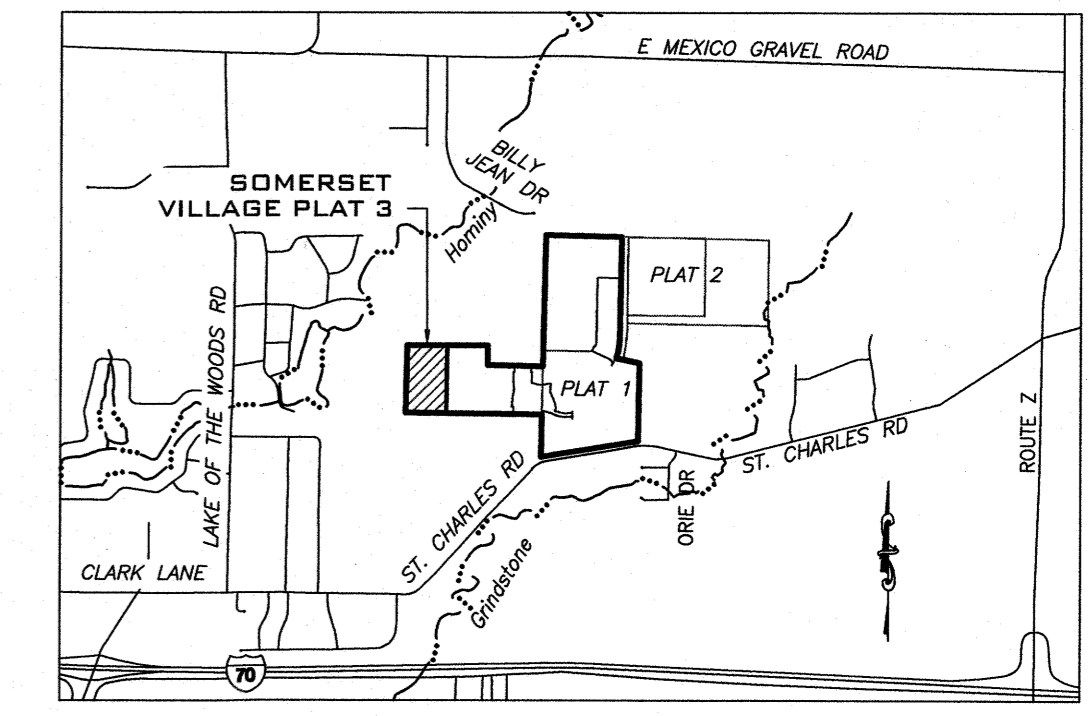 E MEXICO GRAVEL ROAD
BILLY
JEAN DR
SOMERSET
VILLAGE PLAT 3
Hominy
PLAT 2
LAKE OF THE WOODS RD
PLAT 1
ST. CHARLES RD
ST. CHARLES RD
ROUTE Z
ORIE DR
Grindstone
CLARK LANE
70